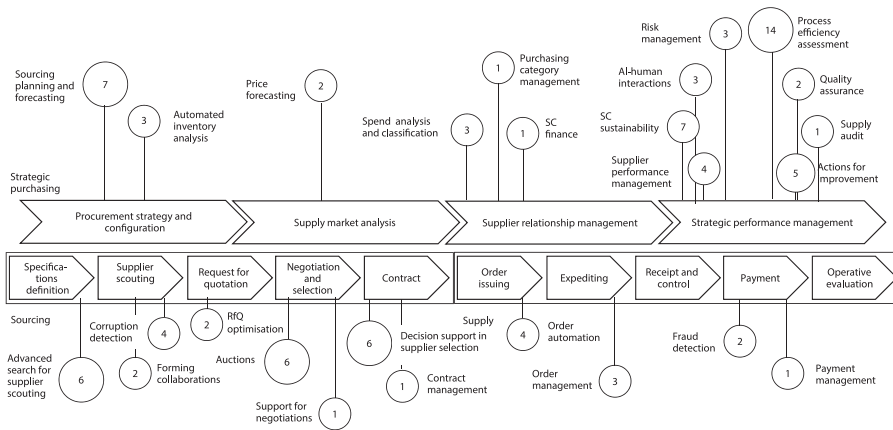 Risk
management
3
14
Process
efficiency
assessment
Sourcing
planning and
forecasting
7
3
Automated
inventory
analysis
Price
forecasting
2
1
Purchasing
category
management
Spend analysis
and classification
3
1
SC
finance
AI-human
interactions
3
2
Quality
assurance
SC
sustainability
7
1
Supply
audit
Supplier
performance
management
4
5
Actions for
improvement
Strategic
purchasing
Procurement strategy and
configuration
Supply market analysis
Supplier relationship management
Strategic performance management
Specifica-
tions
definition
Supplier
scouting
Request for
quotation
Negotiation and
selection
Contract
Order
issuing
Expediting
Receipt and
control
Payment
Operative
evaluation
Sourcing
Supply
Advanced
search for
supplier
scouting
6
Corruption
detection
4
2
Forming
collaborations
2
RfQ
optimisation
Auctions
6
Support for
negotiations
1
6
Decision support in
supplier selection
1
Contract
management
4
Order
automation
Order
management
3
Fraud
detection
2
1
Payment
management